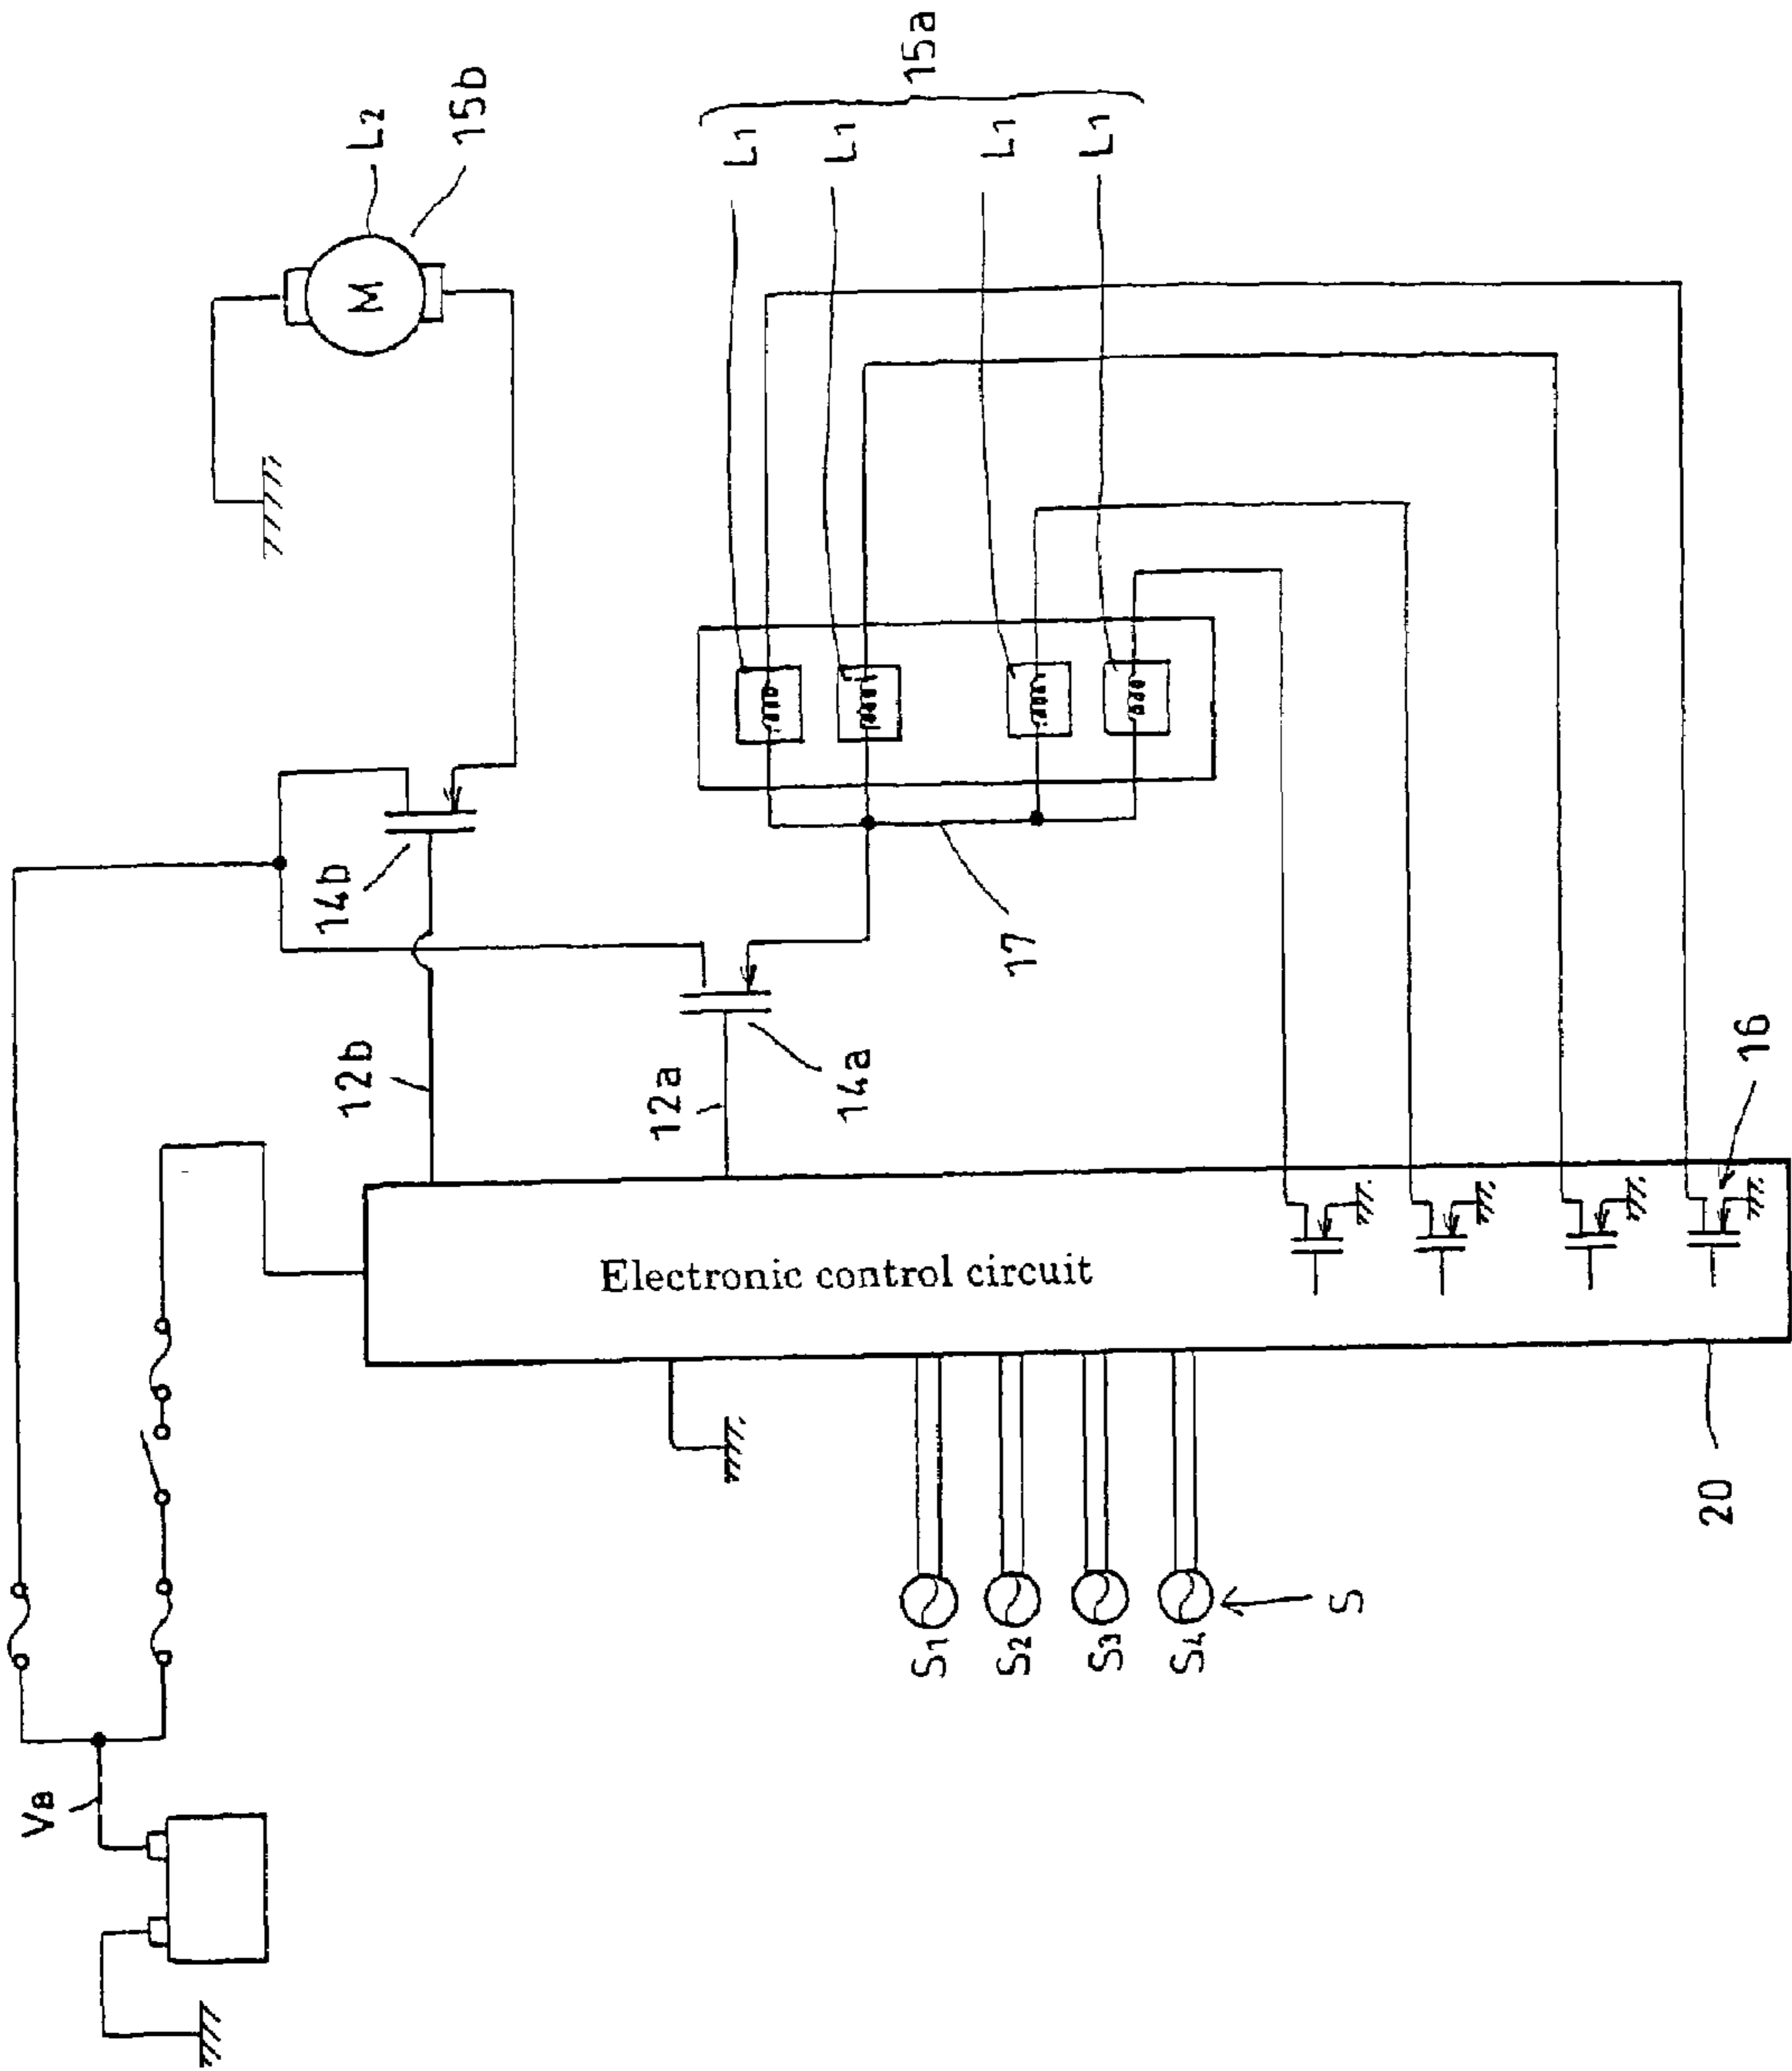 VB
S1
S2
S3
S4
S
20
Electronic control circuit
16
12b
12a
14b
14a
17
M
L2
15b
L1
L1
L1
L1
15a